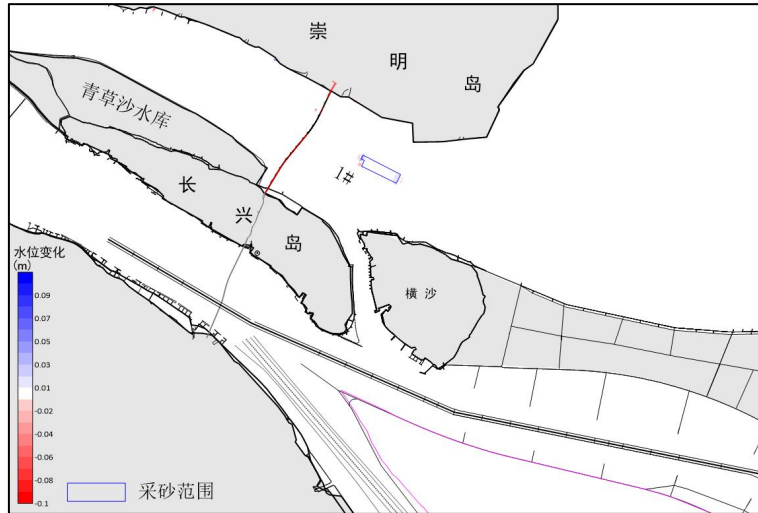 崇
明
岛
青草沙水库
1#
长
兴
岛
横沙
水位变化
(m)
0.09
0.07
0.05
0.03
0.01
-0.02
-0.04
-0.06
-0.08
-0.1
采砂范围